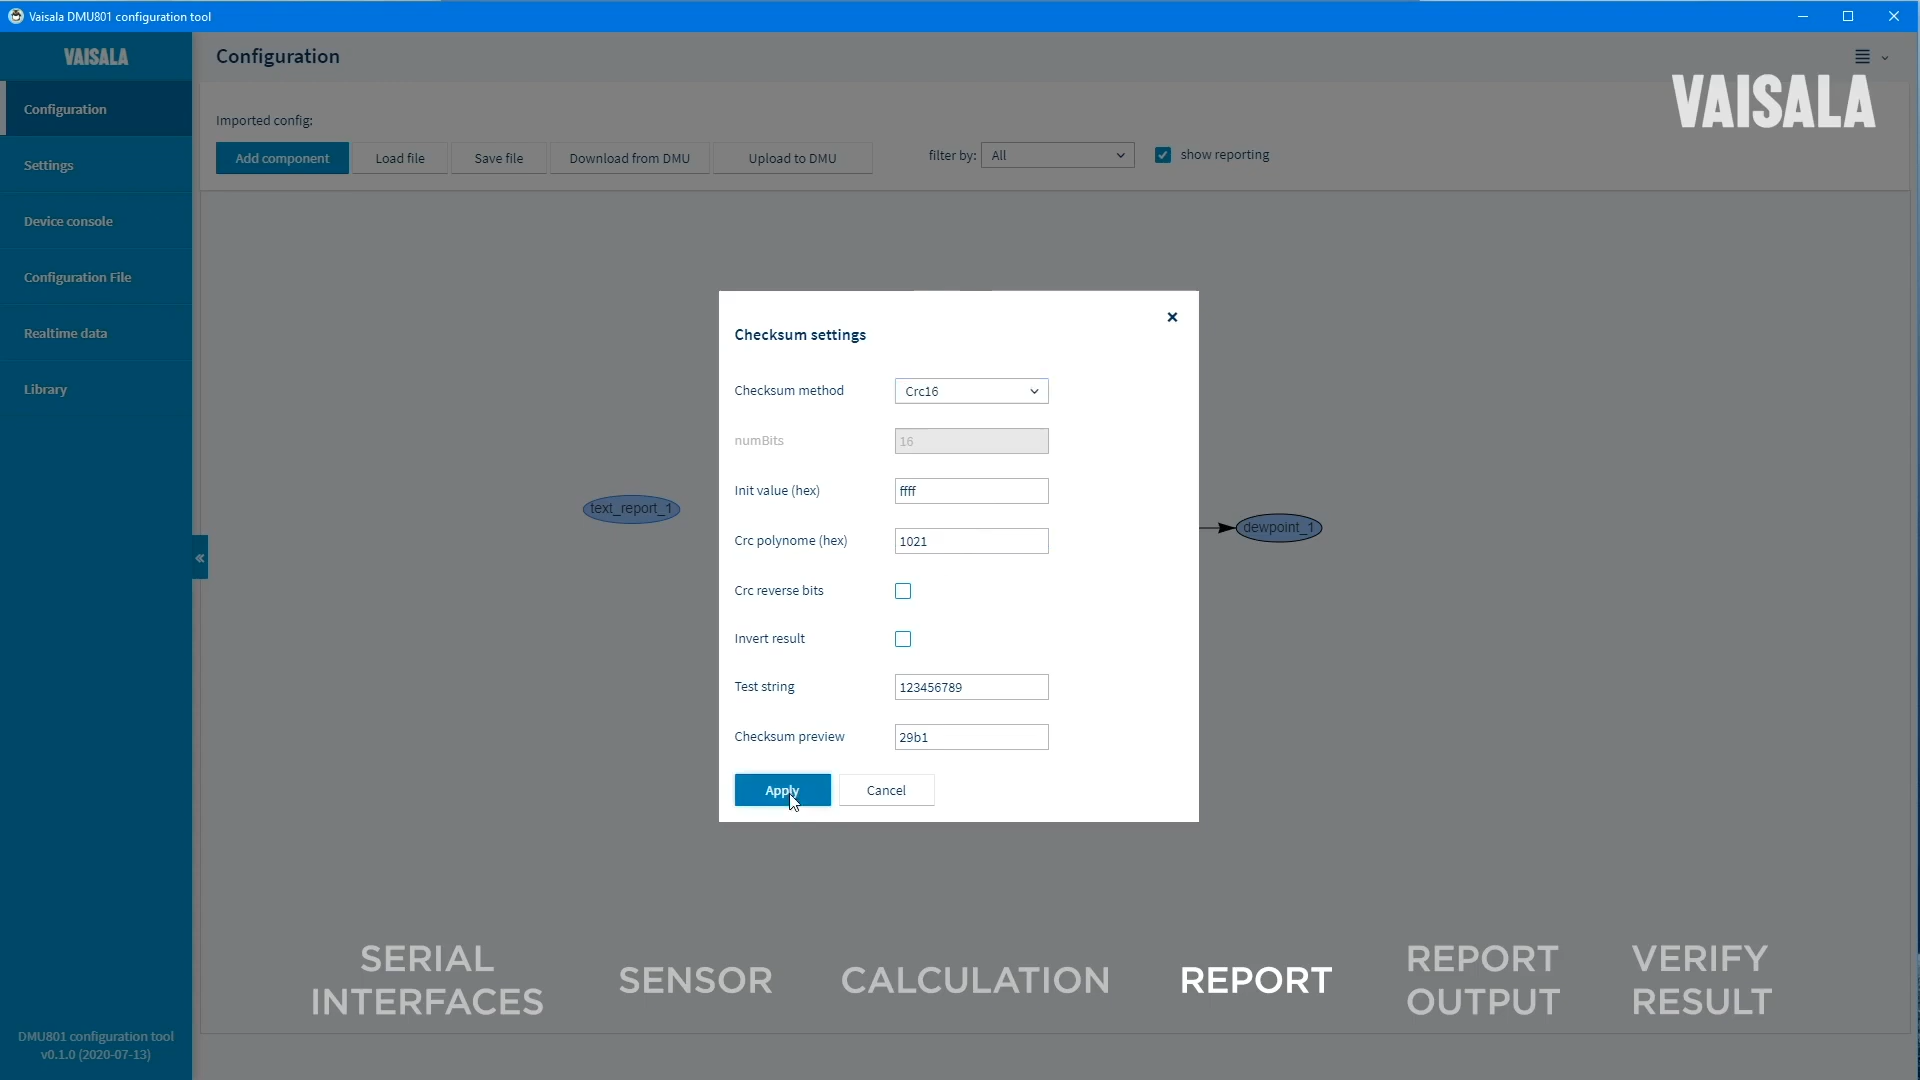 Vaisala DMU801 configuration tool
VAISALA
Configuration
Configuration
Settings
Device console
Configuration File
Realtime data
Library
DMU801 configuration tool
v0.1.0 (2020-07-13)
VAISALA
Imported config:
Add component
Load file
Save file
Download from DMU
Upload to DMU
filter by:
All
show reporting
text_report_1
dewpoint_1
Checksum settings
Checksum method
Crc16
numBits
16
Init value (hex)
ffff
Crc polynome (hex)
1021
Crc reverse bits
Invert result
Test string
123456789
Checksum preview
29b1
Apply
Cancel
SERIAL
INTERFACES
SENSOR
CALCULATION
REPORT
REPORT
OUTPUT
VERIFY
RESULT